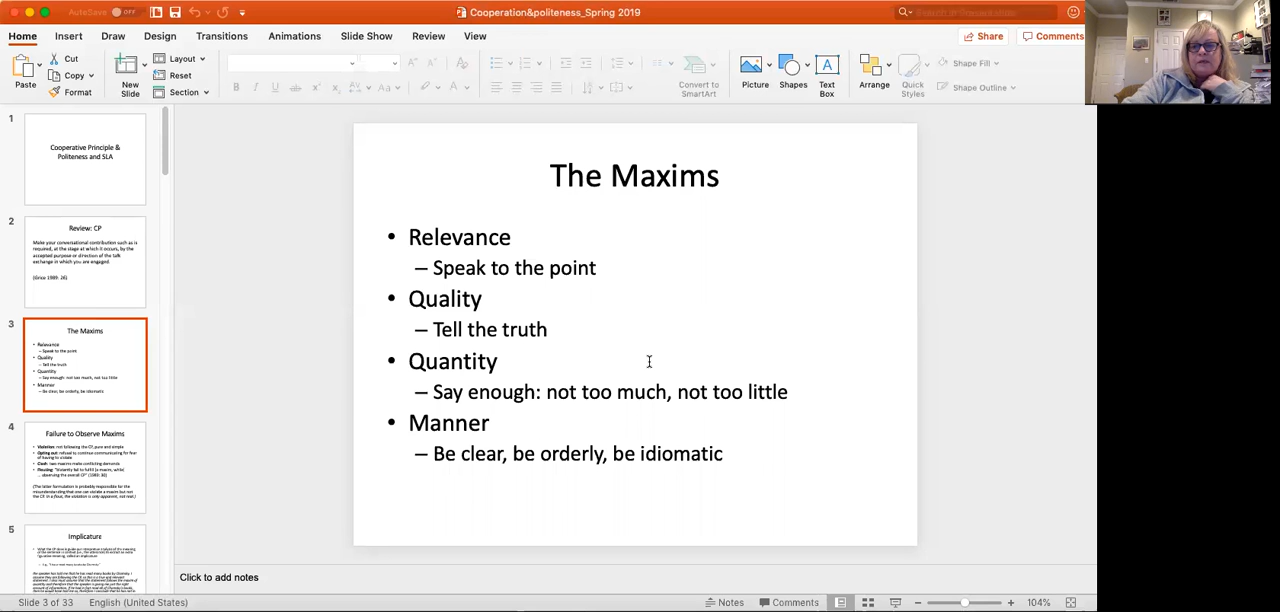 AutoSave OFF
Cooperation&politeness_Spring 2019
Home Insert Draw Design Transitions Animations Slide Show Review View
Share Comments
Paste
Cut
Copy
Format
New Slide
Layout
Reset
Section
Convert to SmartArt
Picture
Shapes
Text Box
Arrange
Quick Styles
Shape Fill
Shape Outline
1
Cooperative Principle &
Politeness and SLA
2
Review: CP
Make your conversational contribution such as is
required, at the stage at which it occurs, by the
accepted purpose or direction of the talk
exchange in which you are engaged.
(Grice 1989: 26)
3
The Maxims
Relevance
– Speak to the point
Quality
– Tell the truth
Quantity
– Say enough: not too much, not too little
Manner
– Be clear, be orderly, be idiomatic
4
Failure to Observe Maxims
5
Implicature
The Maxims
• Relevance
– Speak to the point
• Quality
– Tell the truth
• Quantity
– Say enough: not too much, not too little
• Manner
– Be clear, be orderly, be idiomatic
Click to add notes
Slide 3 of 33 English (United States)
Notes Comments
104%